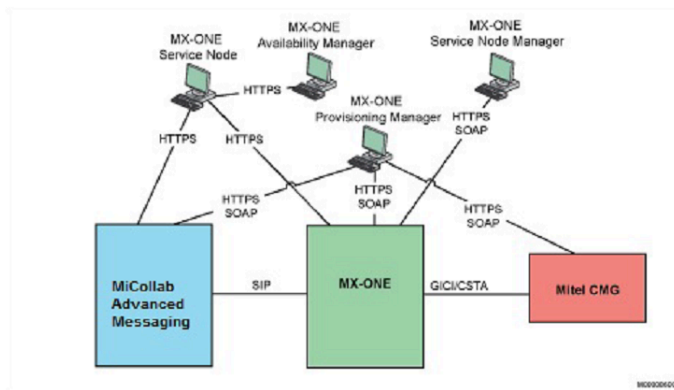 MX-ONE
Service Node
MX-ONE
Availability Manager
MX-ONE
Service Node Manager
HTTPS
MX-ONE
Provisioning Manager
HTTPS
HTTPS
HTTPS
SOAP
HTTPS
SOAP
HTTPS
SOAP
HTTPS
SOAP
MiCollab
Advanced
Messaging
SIP
MX-ONE
GICI/CSTA
Mitel CMG